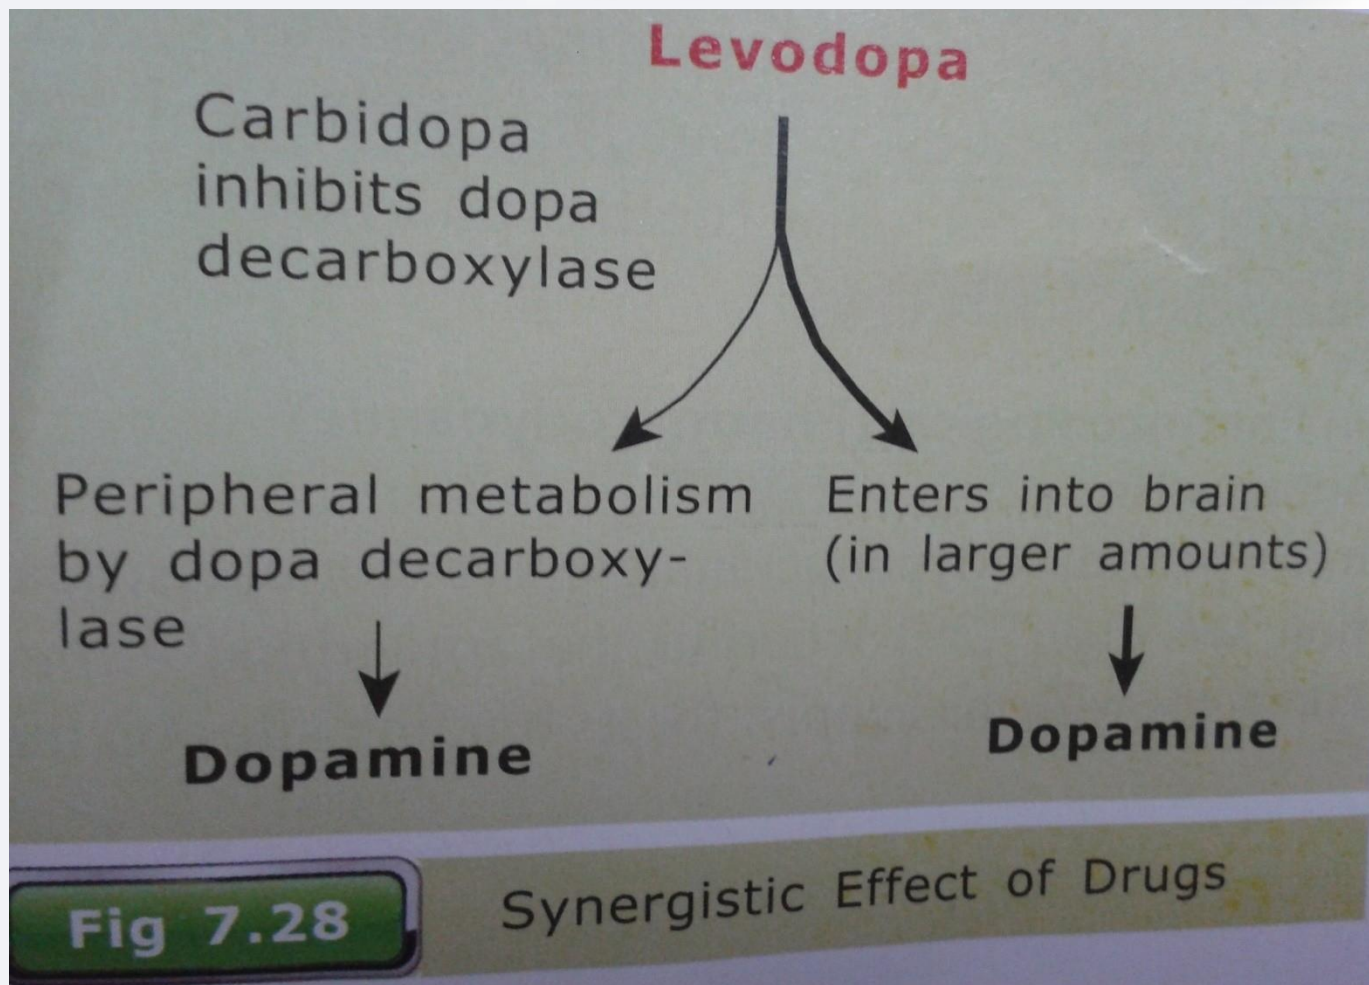 Levodopa
Carbidopa
inhibits dopa
decarboxylase
Peripheral metabolism
by dopa decarboxy-
lase
Enters into brain
(in larger amounts)
Dopamine
Dopamine
Fig 7.28
Synergistic Effect of Drugs